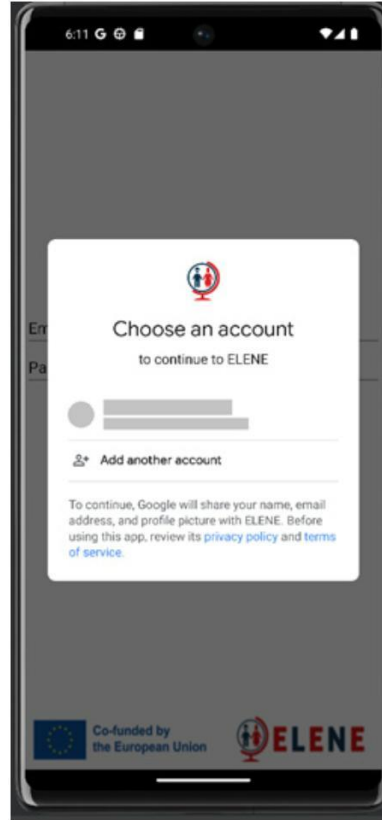 6:11 G
Choose an account
to continue to ELENE
Em
Pa
Add another account
To continue, Google will share your name, email
address, and profile picture with ELENE. Before
using this app, review its privacy policy and terms
of service.
Co-funded by
the European Union
ELENE